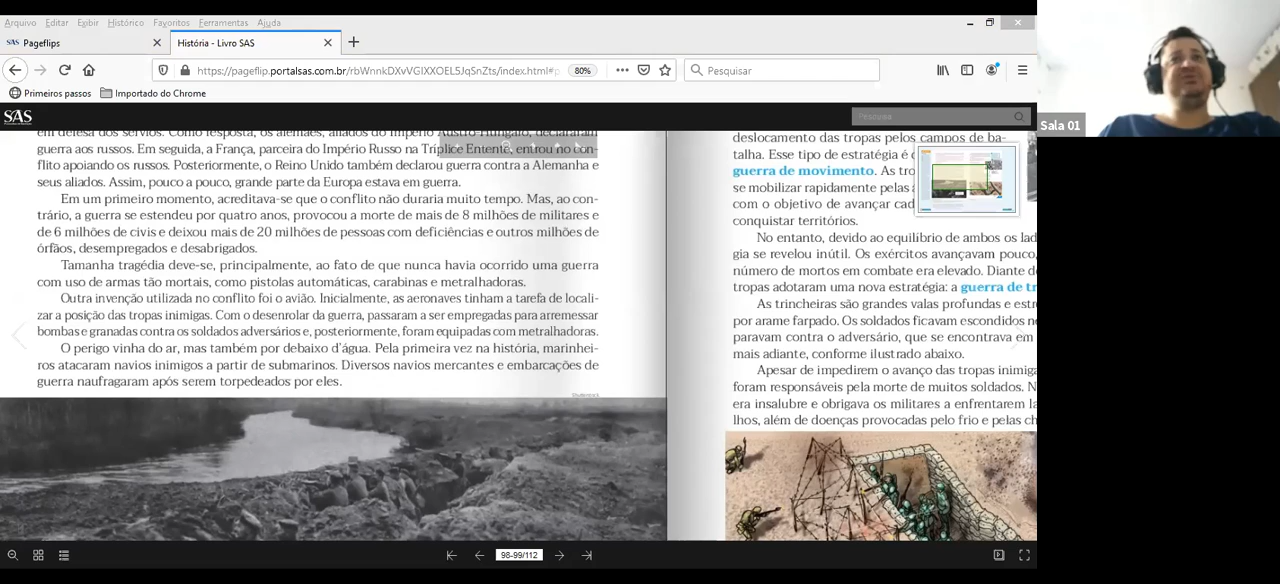 Arquivo Editar Exibir Histórico Favoritos Ferramentas Ajuda
SAS Pageflips
História - Livro SAS
https://pageflip.portalsas.com.br/rbWnnkDXvVGIXXOEL5JqSnZts/index.html#p
80%
Pesquisar
Primeiros passos Importado do Chrome
SAS
Pesquisa
Sala 01
em defesa dos sérvios. Como resposta, os alemães, aliados do Império Austro-Húngaro, declararam
guerra aos russos. Em seguida, a França, parceira do Império Russo na Tríplice Entente, entrou no con-
flito apoiando os russos. Posteriormente, o Reino Unido também declarou guerra contra a Alemanha e
seus aliados. Assim, pouco a pouco, grande parte da Europa estava em guerra.
Em um primeiro momento, acreditava-se que o conflito não duraria muito tempo. Mas, ao con-
trário, a guerra se estendeu por quatro anos, provocou a morte de mais de 8 milhões de militares e
de 6 milhões de civis e deixou mais de 20 milhões de pessoas com deficiências e outros milhões de
órfãos, desempregados e desabrigados.
Tamanha tragédia deve-se, principalmente, ao fato de que nunca havia ocorrido uma guerra
com uso de armas tão mortais, como pistolas automáticas, carabinas e metralhadoras.
Outra invenção utilizada no conflito foi o avião. Inicialmente, as aeronaves tinham a tarefa de locali-
zar a posição das tropas inimigas. Com o desenrolar da guerra, passaram a ser empregadas para arremessar
bombas e granadas contra os soldados adversários e, posteriormente, foram equipadas com metralhadoras.
O perigo vinha do ar, mas também por debaixo d'água. Pela primeira vez na história, marinhei-
ros atacaram navios inimigos a partir de submarinos. Diversos navios mercantes e embarcações de
guerra naufragaram após serem torpedeados por eles.
Shutterstock
deslocamento das tropas pelos campos de ba-
talha. Esse tipo de estratégia é
guerra de movimento. As tro
se mobilizar rapidamente pelas
com o objetivo de avançar cad
conquistar territórios.
No entanto, devido ao equilíbrio de ambos os lad
gia se revelou inútil. Os exércitos avançavam pouco,
número de mortos em combate era elevado. Diante d
tropas adotaram uma nova estratégia: a guerra de tr
As trincheiras são grandes valas profundas e estre
por arame farpado. Os soldados ficavam escondidos ne
paravam contra o adversário, que se encontrava em
mais adiante, conforme ilustrado abaixo.
Apesar de impedirem o avanço das tropas inimiga
foram responsáveis pela morte de muitos soldados. N
era insalubre e obrigava os militares a enfrentarem la
lhos, além de doenças provocadas pelo frio e pelas ch
98-99/112